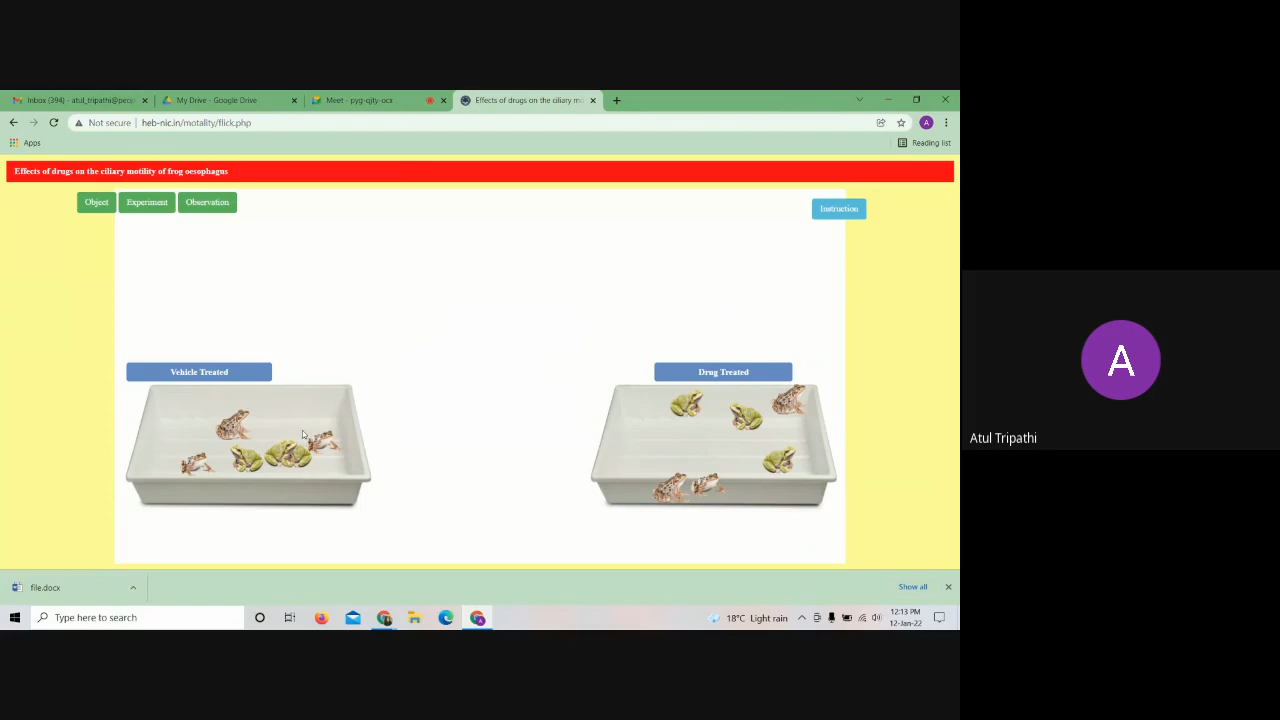 Inbox (394) - atul_tripathi@pec
My Drive - Google Drive
Meet - pyg-qjty-ocx
Effects of drugs on the ciliary mo
Not secure
heb-nic.in/motality/flick.php
Apps
Reading list
Effects of drugs on the ciliary motility of frog oesophagus
Object
Experiment
Observation
Instruction
Vehicle Treated
Drug Treated
A
Atul Tripathi
file.docx
Show all
Type here to search
18°C Light rain
12:13 PM
12-Jan-22